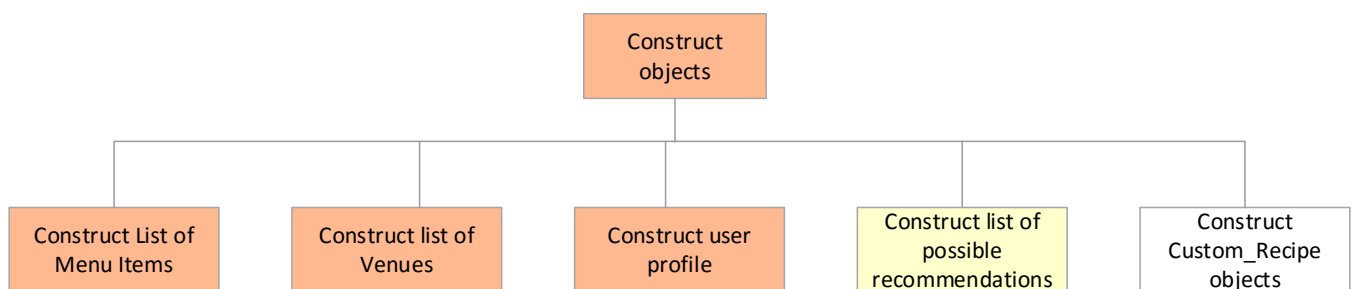 Construct
objects
Construct List of
Menu Items
Construct list of
Venues
Construct user
profile
Construct list of
possible
recommendations
Construct
Custom_Recipe
objects